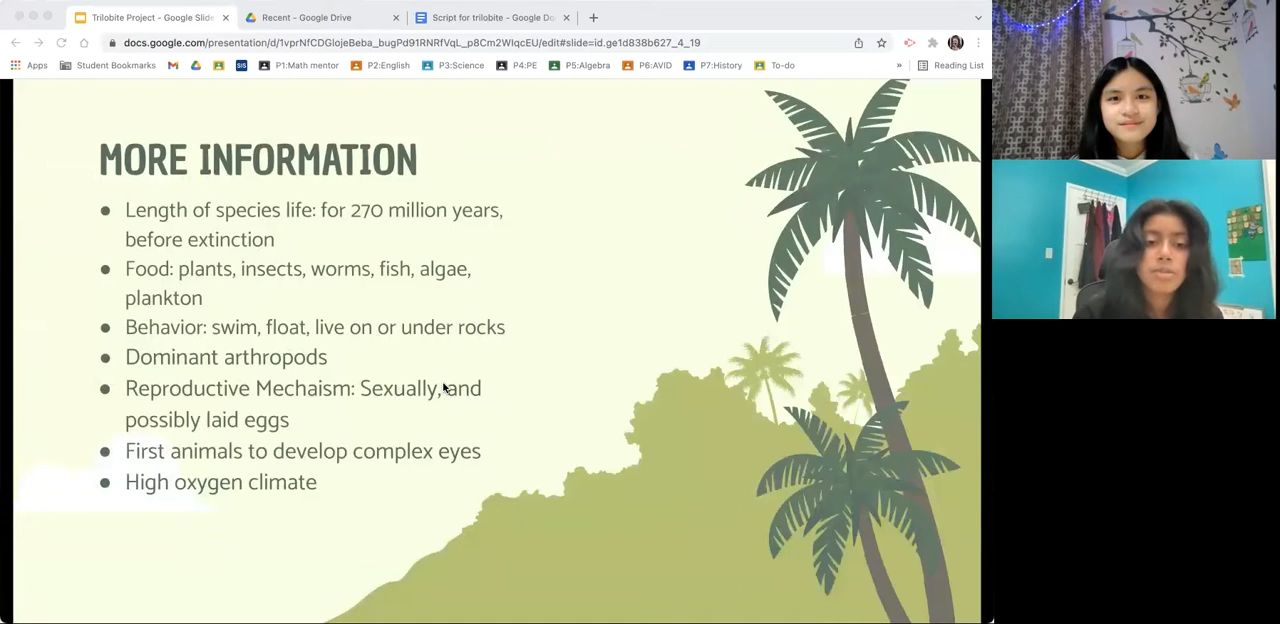 Trilobite Project - Google Slide
Recent - Google Drive
Script for trilobite - Google Do
docs.google.com/presentation/d/1vprNfCDGlojeBeba_bugPd91RNRfVqL_p8Cm2WIqcEU/edit#slide=id.ge1d838b627_4_19
Apps
Student Bookmarks
SIS
P1:Math mentor
P2:English
P3:Science
P4:PE
P5:Algebra
P6:AVID
P7:History
To-do
»
Reading List
MORE INFORMATION
● Length of species life: for 270 million years,
before extinction
● Food: plants, insects, worms, fish, algae,
plankton
● Behavior: swim, float, live on or under rocks
● Dominant arthropods
● Reproductive Mechaism: Sexually, and
possibly laid eggs
● First animals to develop complex eyes
● High oxygen climate